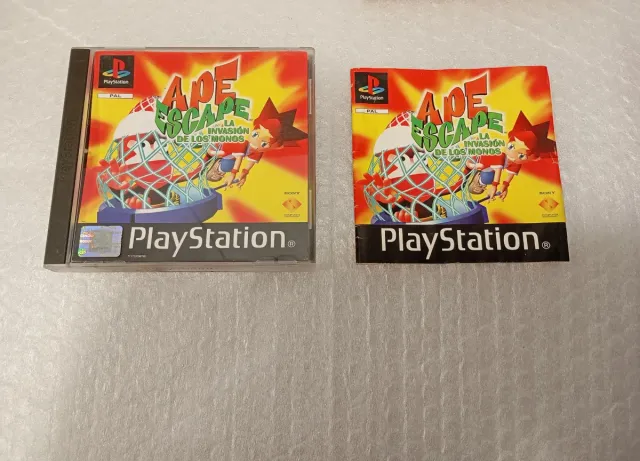 PlayStation
PAL
APE
ESCAPE
LA
INVASIÓN
DE LOS MONOS
PlayStation®
PlayStation
PAL
APE
ESCAPE
LA
INVASIÓN
DE LOS MONOS
SONY
PlayStation®